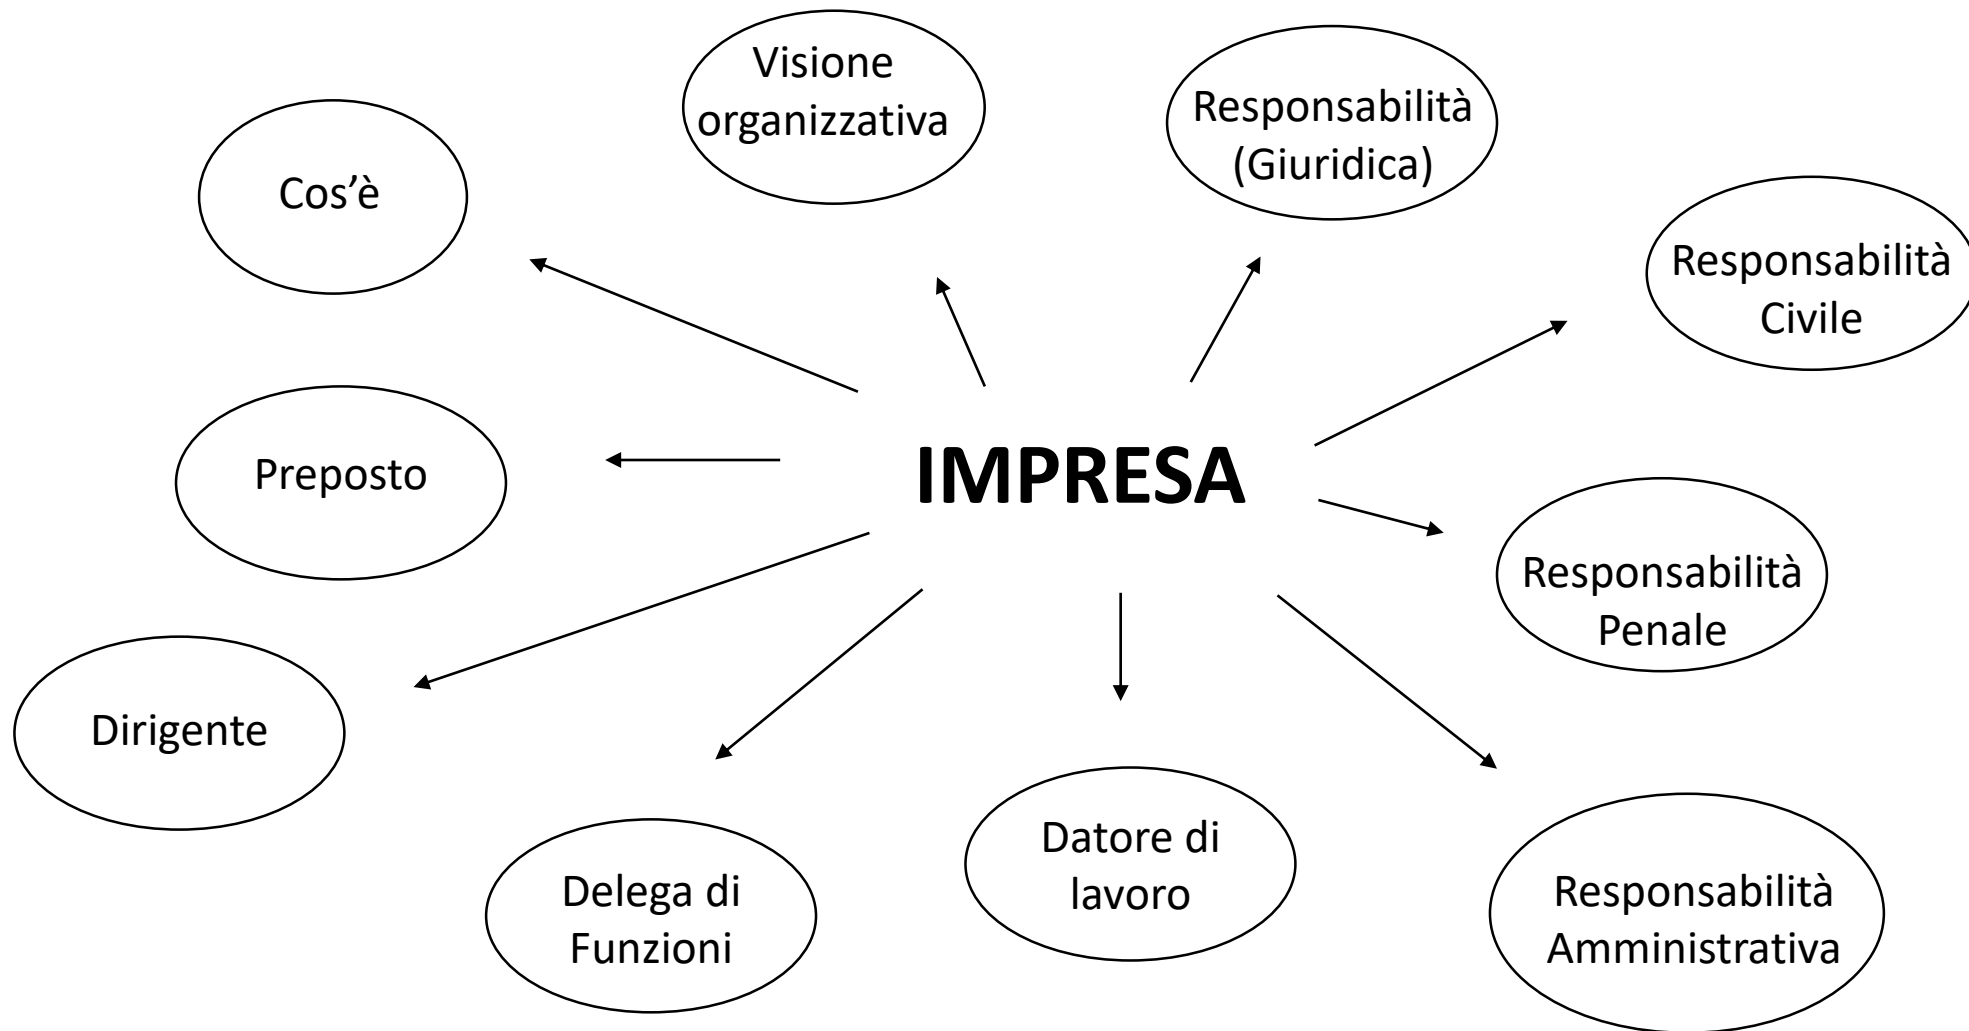 Visione
organizzativa
Responsabilità
(Giuridica)
Cos’è
Responsabilità
Civile
IMPRESA
Preposto
Responsabilità
Penale
Dirigente
Datore di
lavoro
Delega di
Funzioni
Responsabilità
Amministrativa